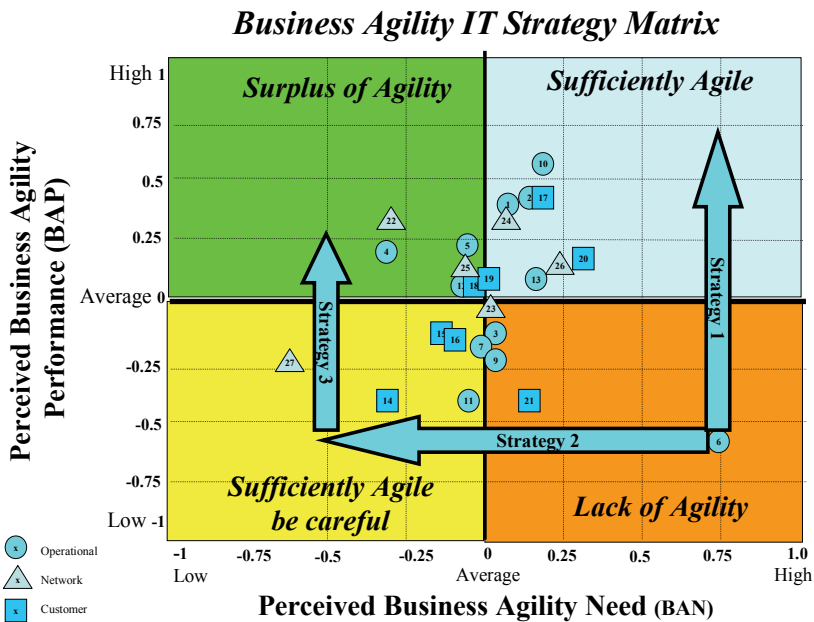 Business Agility IT Strategy Matrix
High 1
Surplus of Agility
Sufficiently Agile
0.75
10
0.5
1
2
17
22
24
0.25
4
5
25
26
20
18
19
13
Average 0
23
Perceived Business Agility
Performance (BAP)
Strategy 3
Strategy 1
15
16
3
7
9
27
-0.25
14
11
21
-0.5
Strategy 2
6
-0.75
Sufficiently Agile
be careful
Lack of Agility
Low -1
-1
-0.75
-0.5
-0.25
0
0.25
0.50
0.75
1.0
Low
Average
High
Perceived Business Agility Need (BAN)
x Operational
x Network
x Customer